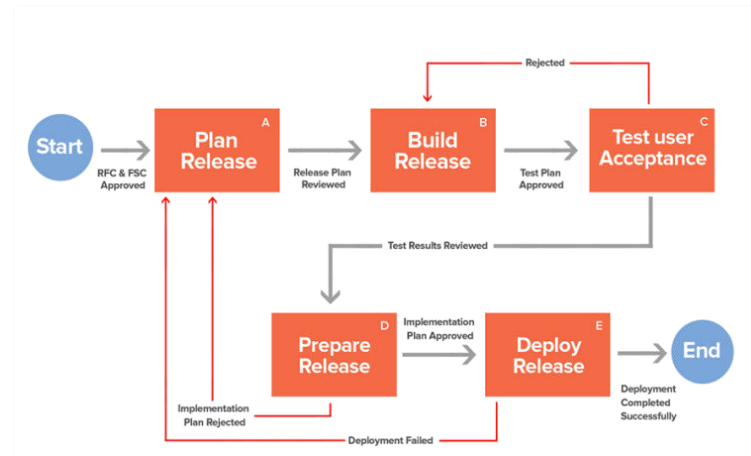 Rejected
A
B
C
Start
Plan
Release
Build
Release
Test user
Acceptance
RFC & FSC
Approved
Release Plan
Reviewed
Test Plan
Approved
Test Results Reviewed
D
E
Implementation
Plan Approved
Prepare
Release
Deploy
Release
End
Deployment
Completed
Successfully
Implementation
Plan Rejected
Deployment Failed